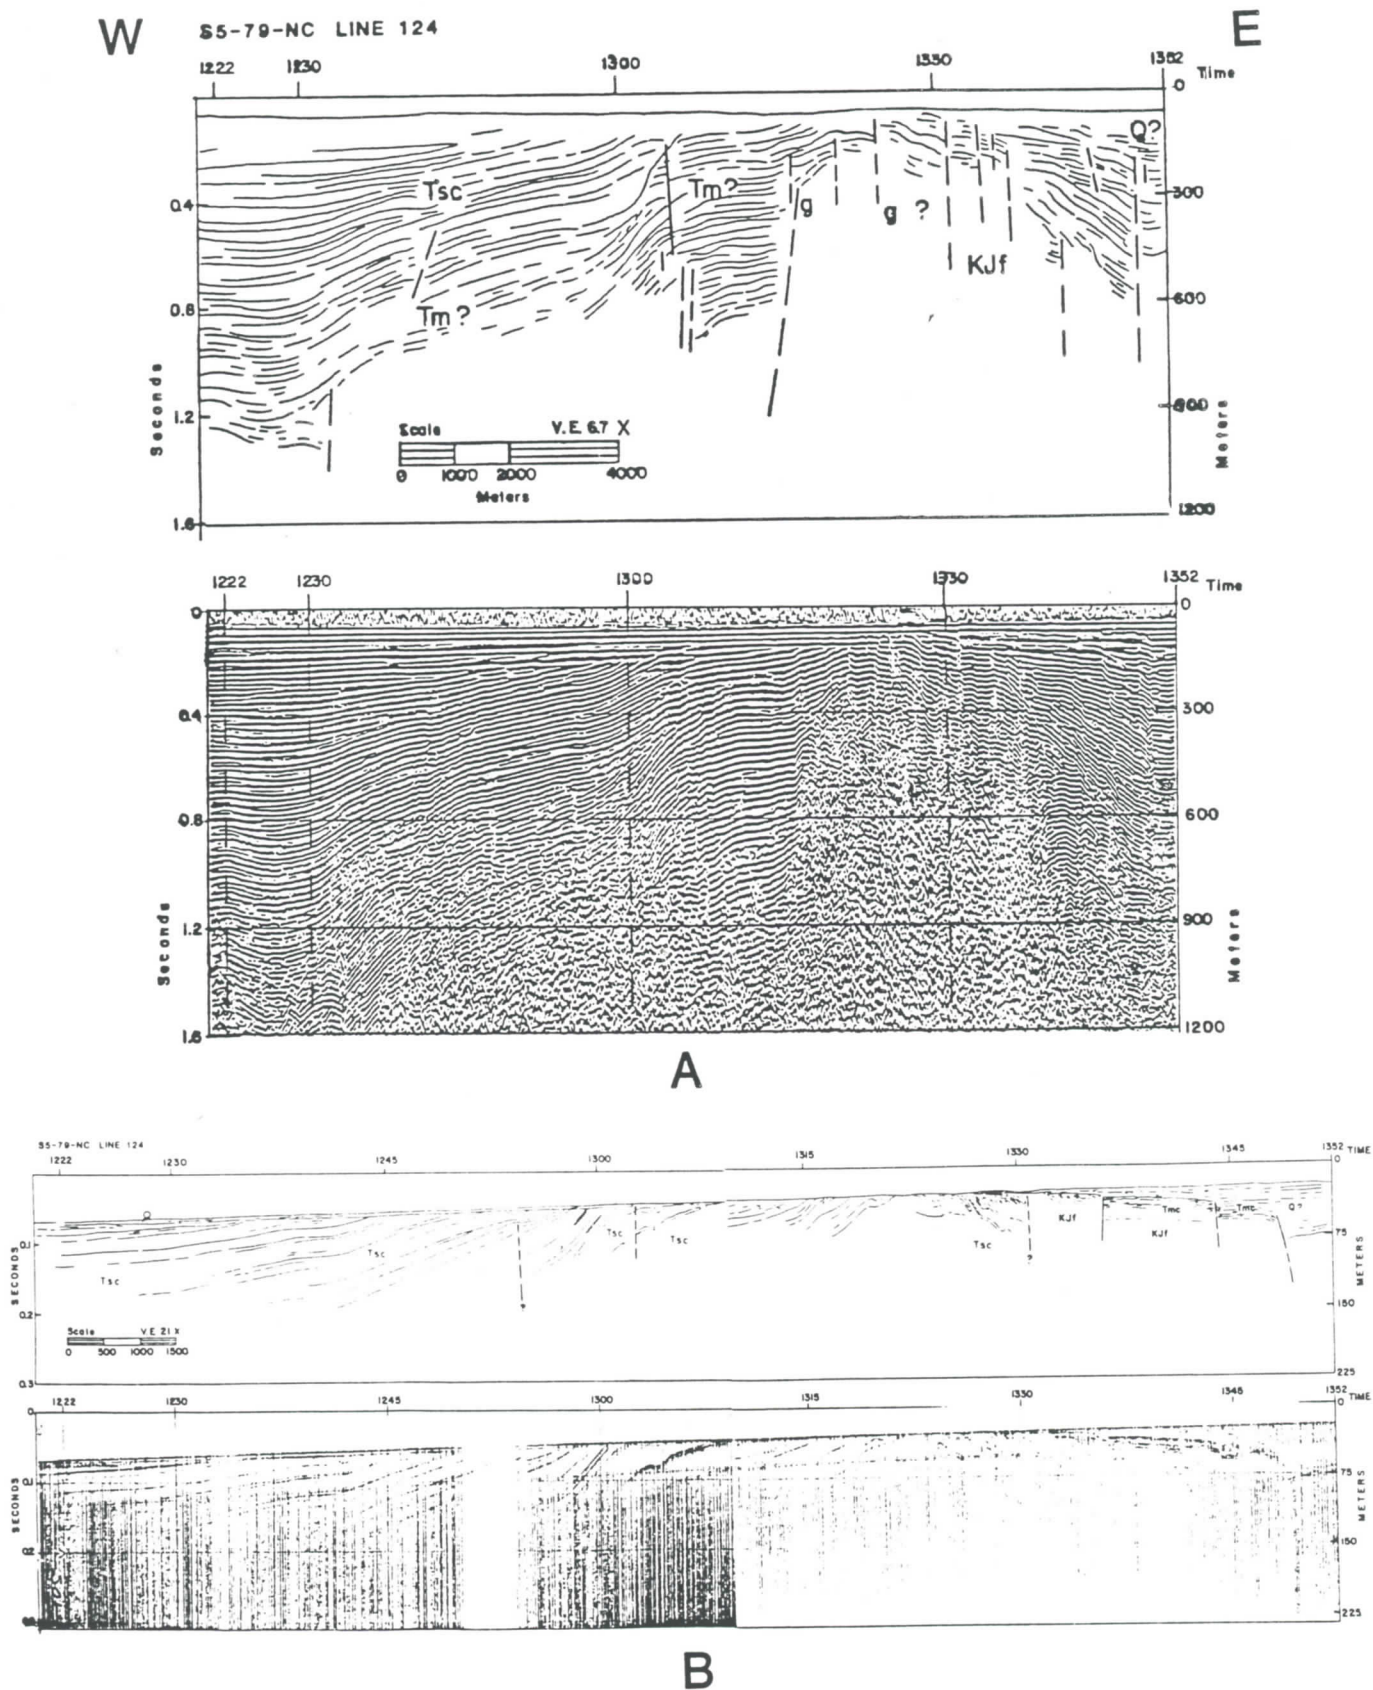 W S5-79-NC LINE 124 E
1222 1230 1300 1330 1352 Time
0
Q?
Tsc Tm? g g ? 300
0.4
KJf
Tm ? 600
0.8
1.2 900
Scale V.E. 6.7 X
0 1000 2000 4000
Meters
Seconds
Meters
1.6 1200
1222 1230 1300 1330 1352 Time
0 0
0.4 300
0.8 600
1.2 900
Seconds
Meters
1.6 1200
A
S5-79-NC LINE 124
1222 1230 1245 1300 1315 1330 1345 1352 TIME
0
Q
Tsc Tsc Tsc Tsc Tsc KJf Tmc KJf Tmc Q?
0.1 75
?
0.2 150
Scale V.E 21 X
0 500 1000 1500
SECONDS
METERS
0.3 225
1222 1230 1245 1300 1315 1330 1345 1352 TIME
0 0
0.1 75
150
SECONDS
METERS
225
B